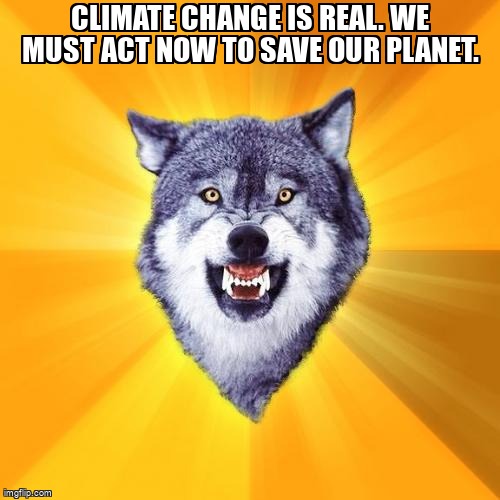 CLIMATE CHANGE IS REAL. WE
MUST ACT NOW TO SAVE OUR PLANET.
imgflip.com